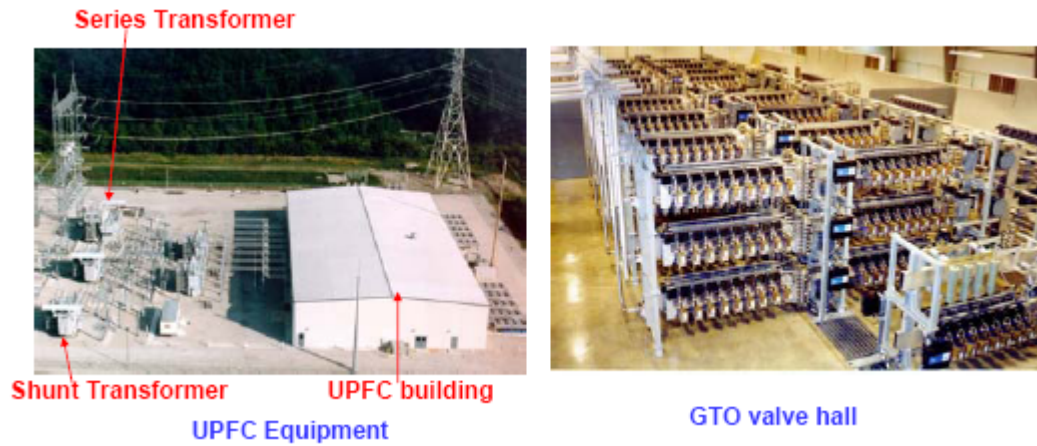 Series Transformer
Shunt Transformer
UPFC building
UPFC Equipment
GTO valve hall